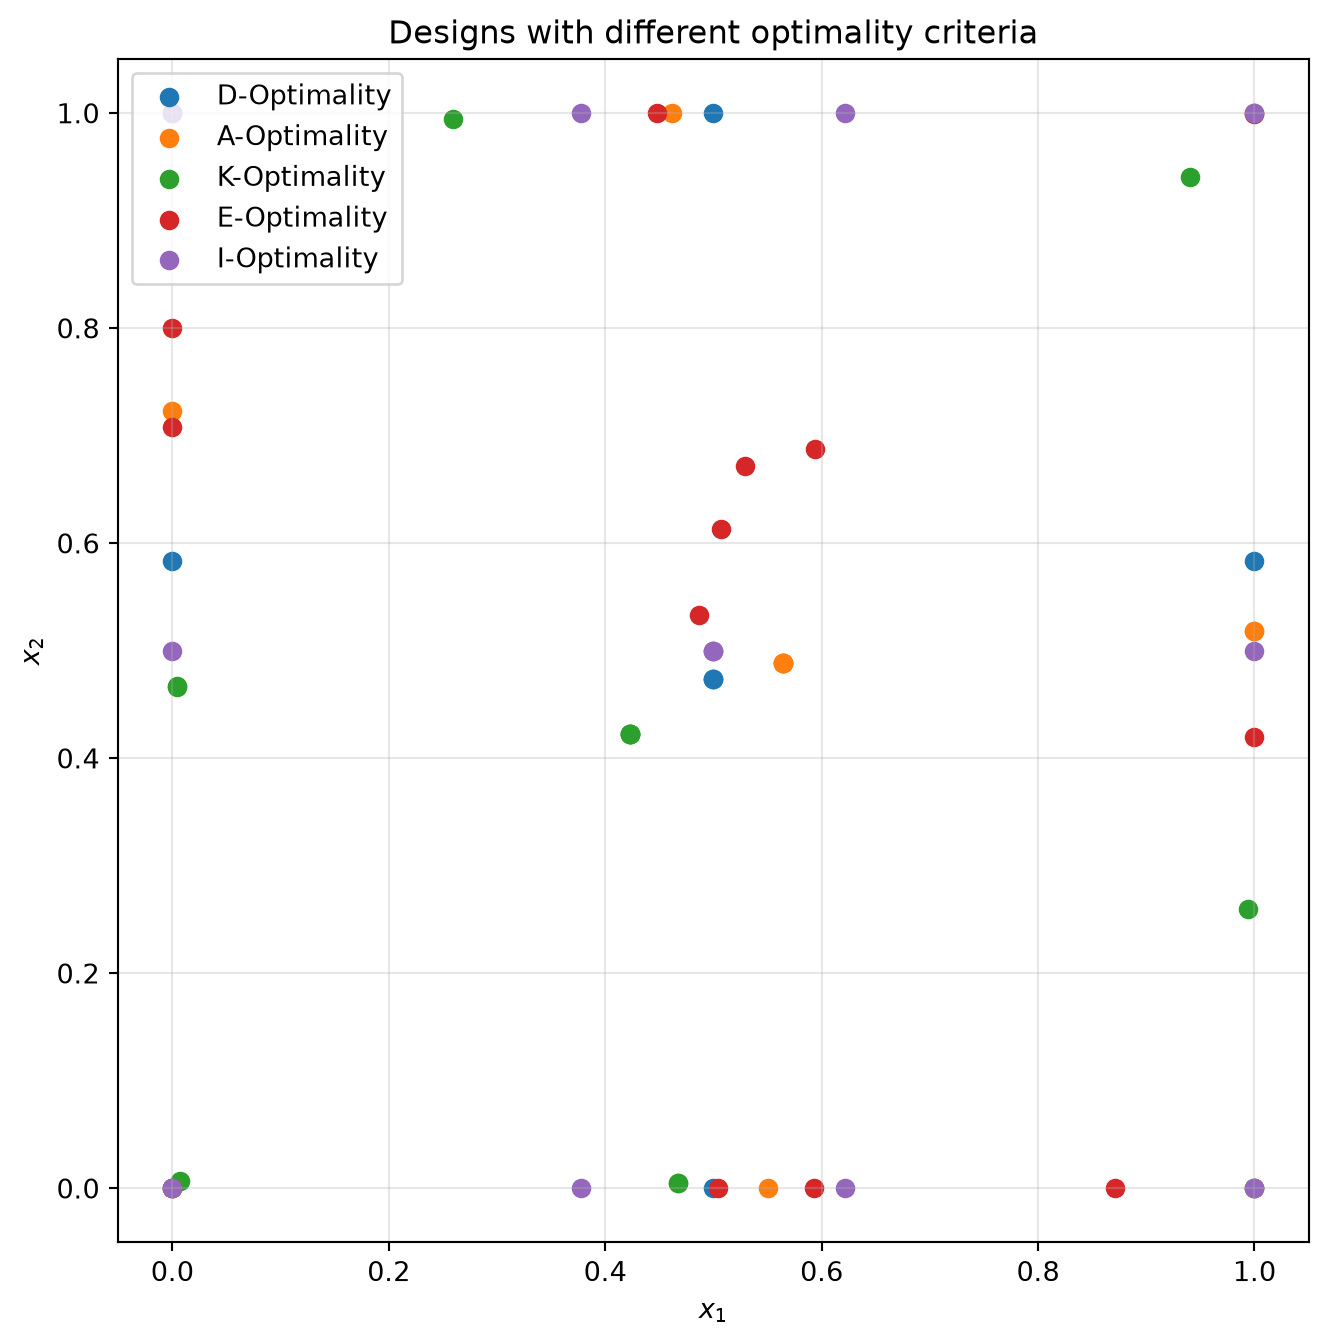 Designs with different optimality criteria
D-Optimality
A-Optimality
K-Optimality
E-Optimality
I-Optimality
1.0
0.8
0.6
0.4
0.2
0.0
x₂
0.0 0.2 0.4 0.6 0.8 1.0
x₁